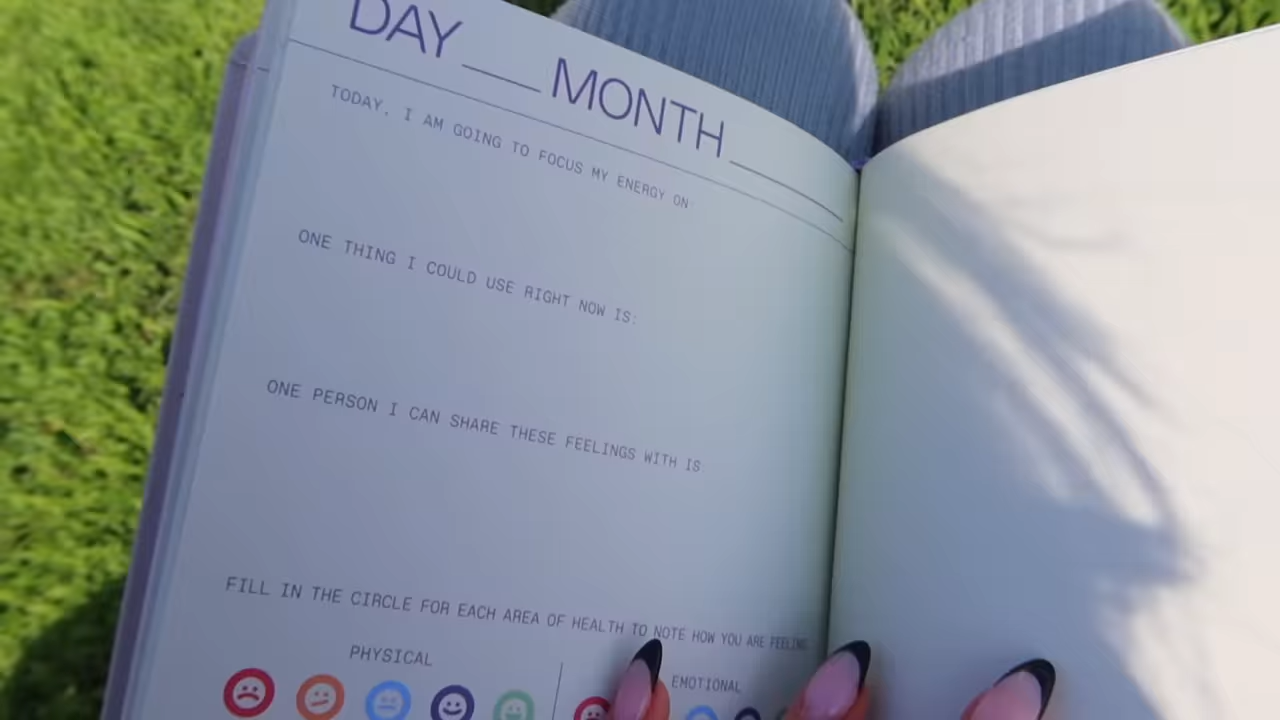 DAY ___ MONTH ___
TODAY, I AM GOING TO FOCUS MY ENERGY ON
ONE THING I COULD USE RIGHT NOW IS:
ONE PERSON I CAN SHARE THESE FEELINGS WITH IS
FILL IN THE CIRCLE FOR EACH AREA OF HEALTH TO NOTE HOW YOU ARE FEELING
PHYSICAL
EMOTIONAL